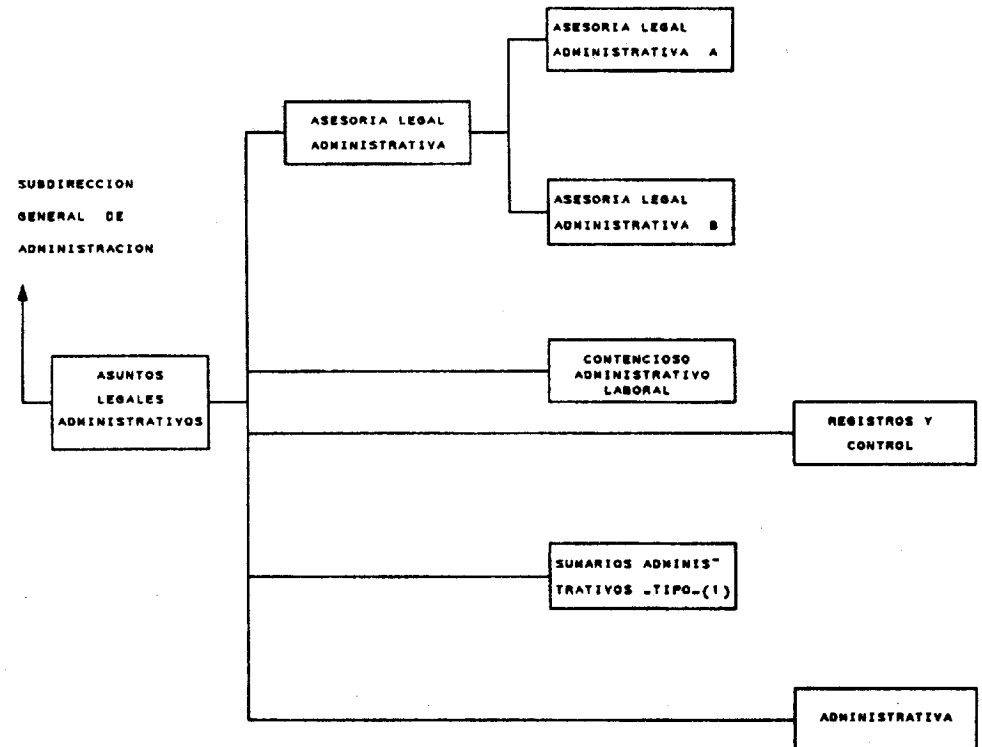 ASESORIA LEGAL
ADMINISTRATIVA A
ASESORIA LEGAL
ADMINISTRATIVA
SUBDIRECCION
GENERAL DE
ADMINISTRACION
ASESORIA LEGAL
ADMINISTRATIVA B
ASUNTOS
LEGALES
ADMINISTRATIVOS
CONTENCIOSO
ADMINISTRATIVO
LABORAL
REGISTROS Y
CONTROL
SUMARIOS ADMINIS-
TRATIVOS -TIPO-(1)
ADMINISTRATIVA